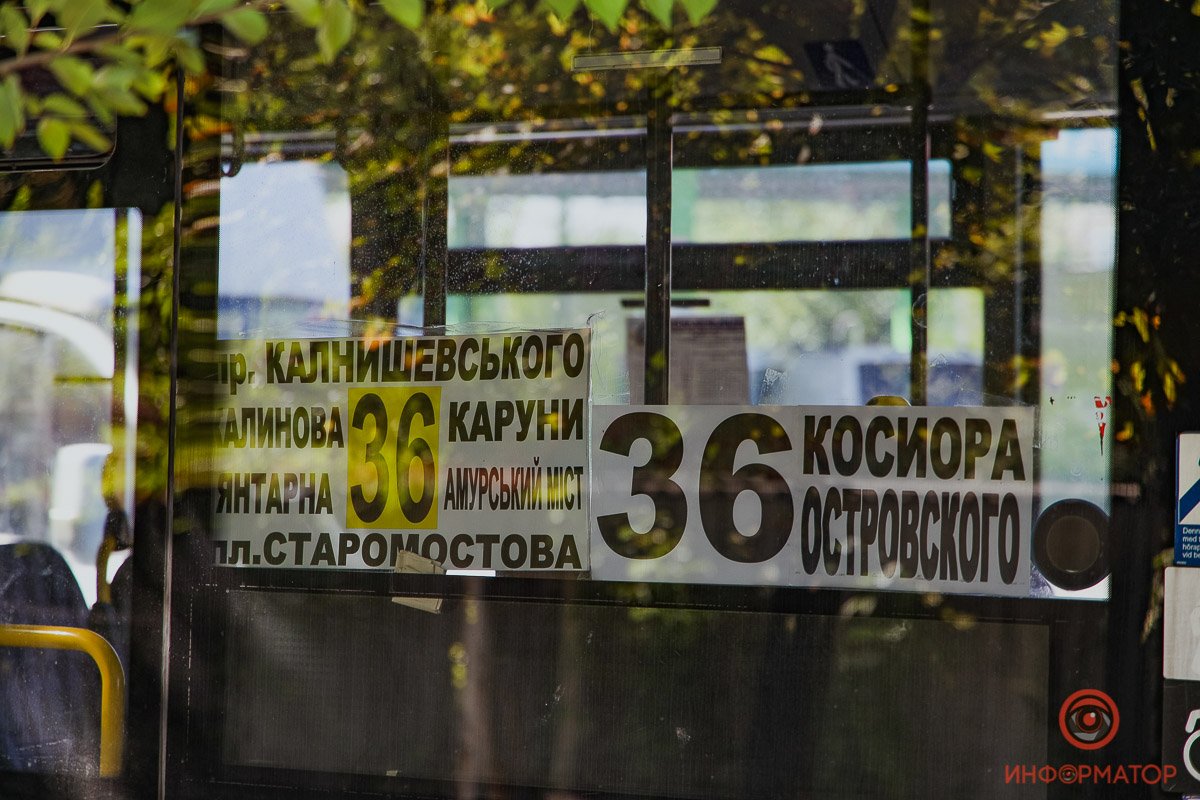 пр. КАЛНИШЕВСЬКОГО
КАЛИНОВА 36 КАРУНИ
ЯНТАРНА АМУРСЬКИЙ МІСТ
пл.СТАРОМОСТОВА
36 КОСИОРА
ОСТРОВСКОГО
ИНФОРМАТОР